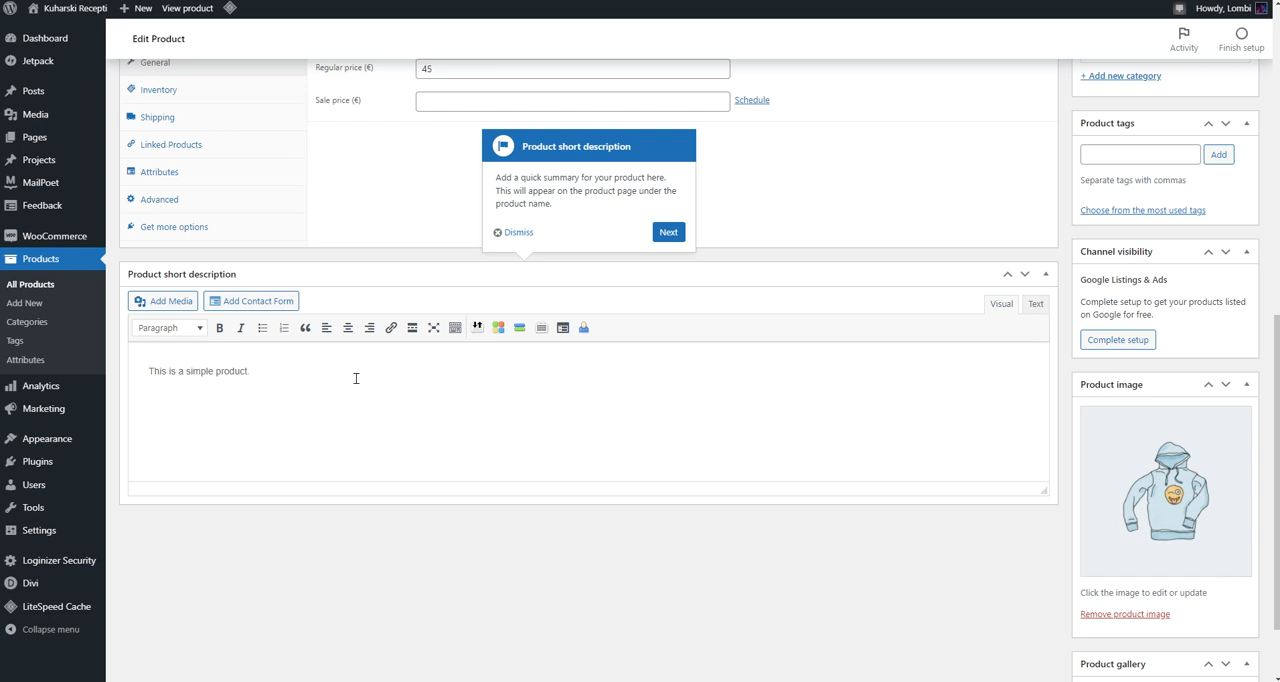 Kuharski Recepti
New
View product
Howdy, Lombi
Dashboard
Jetpack
Posts
Media
Pages
Projects
MailPoet
Feedback
WooCommerce
Products
All Products
Add New
Categories
Tags
Attributes
Analytics
Marketing
Appearance
Plugins
Users
Tools
Settings
Loginizer Security
Divi
LiteSpeed Cache
Collapse menu
Edit Product
Activity
Finish setup
General
Inventory
Shipping
Linked Products
Attributes
Advanced
Get more options
Regular price (€)
45
Sale price (€)
Schedule
Product short description
Add a quick summary for your product here.
This will appear on the product page under the
product name.
Dismiss
Next
Product short description
Add Media
Add Contact Form
Visual
Text
Paragraph
This is a simple product.
+ Add new category
Product tags
Add
Separate tags with commas
Choose from the most used tags
Channel visibility
Google Listings & Ads
Complete setup to get your products listed
on Google for free.
Complete setup
Product image
Click the image to edit or update
Remove product image
Product gallery